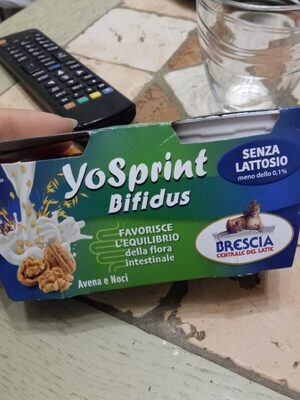 YoSprint
Bifidus
SENZA
LATTOSIO
meno dello 0,1%
FAVORISCE
L'EQUILIBRIO
della flora
intestinale
BRESCIA
CENTRALE DEL LATTE
Avena e Noci